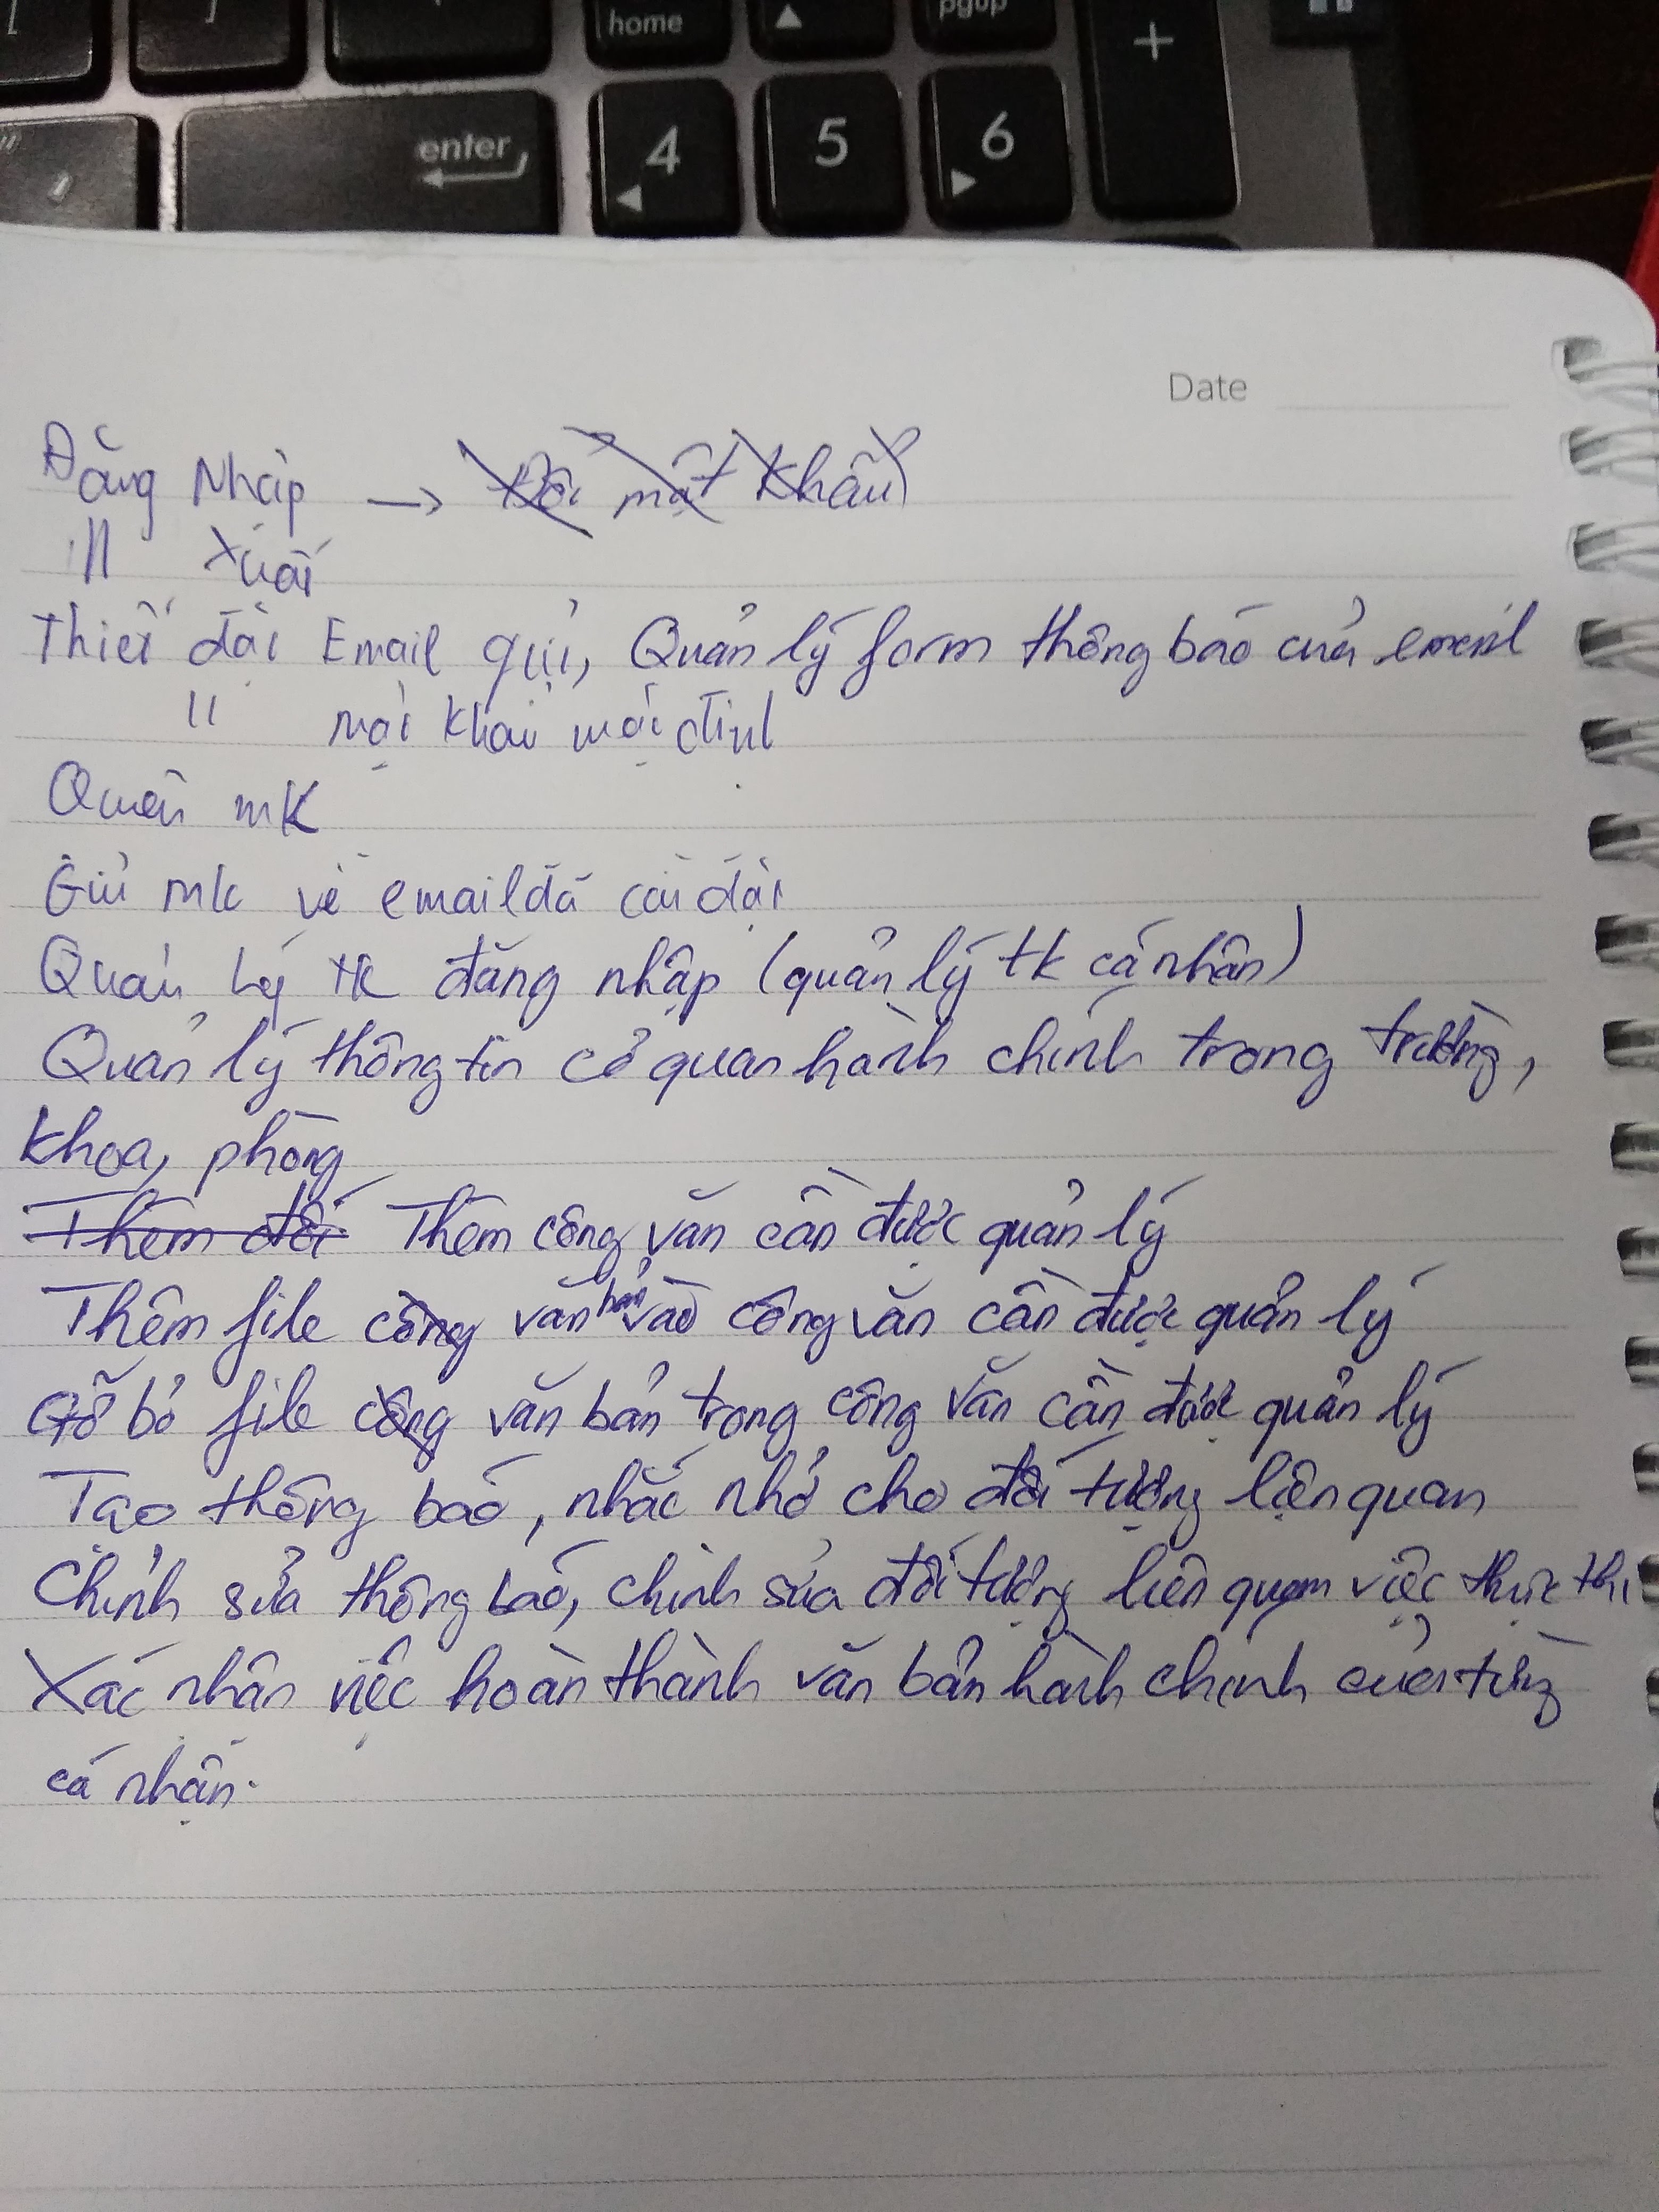 home
pgup
+
enter
4
5
6
Date
Đăng Nhập → Đổi mật khẩu
" Xuất
Thiết đặt Email gửi, Quản lý form thông báo của email
" mật khẩu mặc định
Quên mk
Gửi mk về email đã cài đặt
Quản lý tk đăng nhập (quản lý tk cá nhân)
Quản lý thông tin cơ quan hành chính trong trường,
khoa, phòng
Thêm đối Thêm công văn cần được quản lý
Thêm file công văn bản vào công văn cần được quản lý
Gỡ bỏ file công văn bản trong công văn cần được quản lý
Tạo thông báo, nhắc nhở cho đối tượng liên quan
Chỉnh sửa thông báo, chỉnh sửa đối tượng liên quan việc thực thi
Xác nhận việc hoàn thành văn bản hành chính của từng
cá nhân.